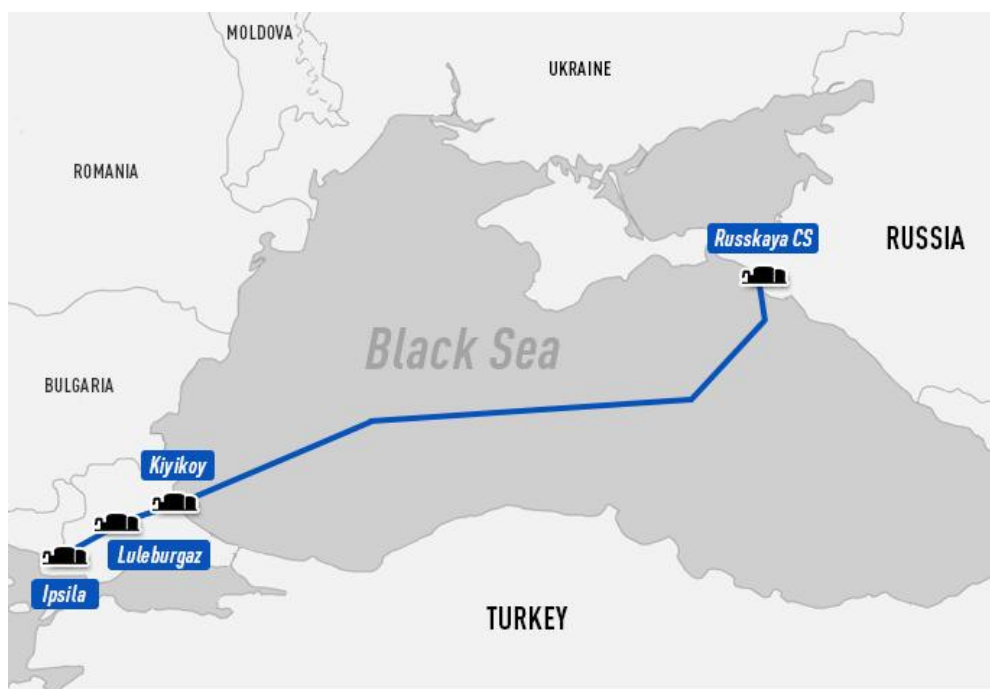 MOLDOVA
UKRAINE
ROMANIA
Russkaya CS
RUSSIA
Black Sea
BULGARIA
Kiyikoy
Luleburgaz
Ipsila
TURKEY